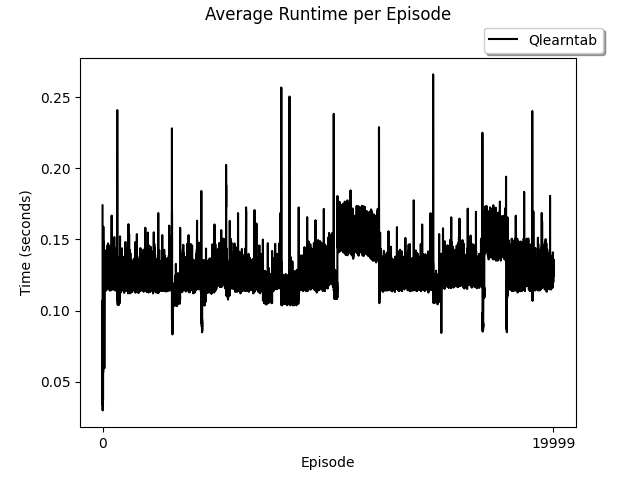 Average Runtime per Episode
Qlearntab
0.25
0.20
0.15
0.10
0.05
Time (seconds)
0 19999
Episode